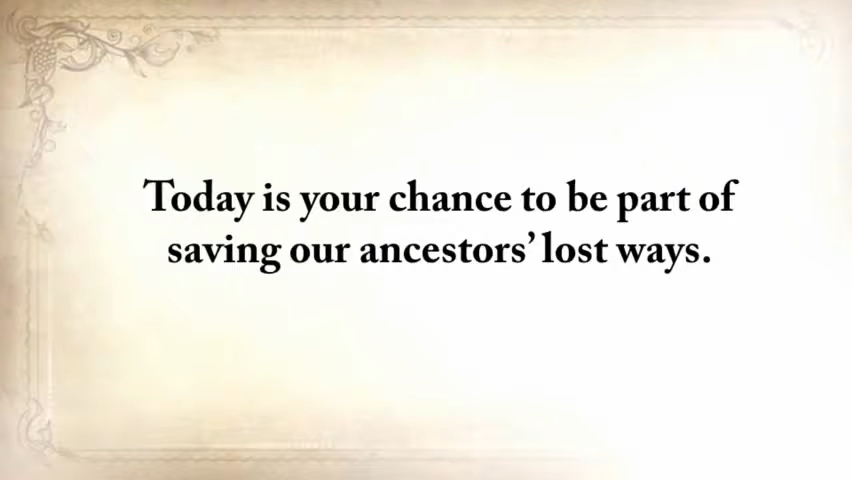 Today is your chance to be part of
saving our ancestors’ lost ways.